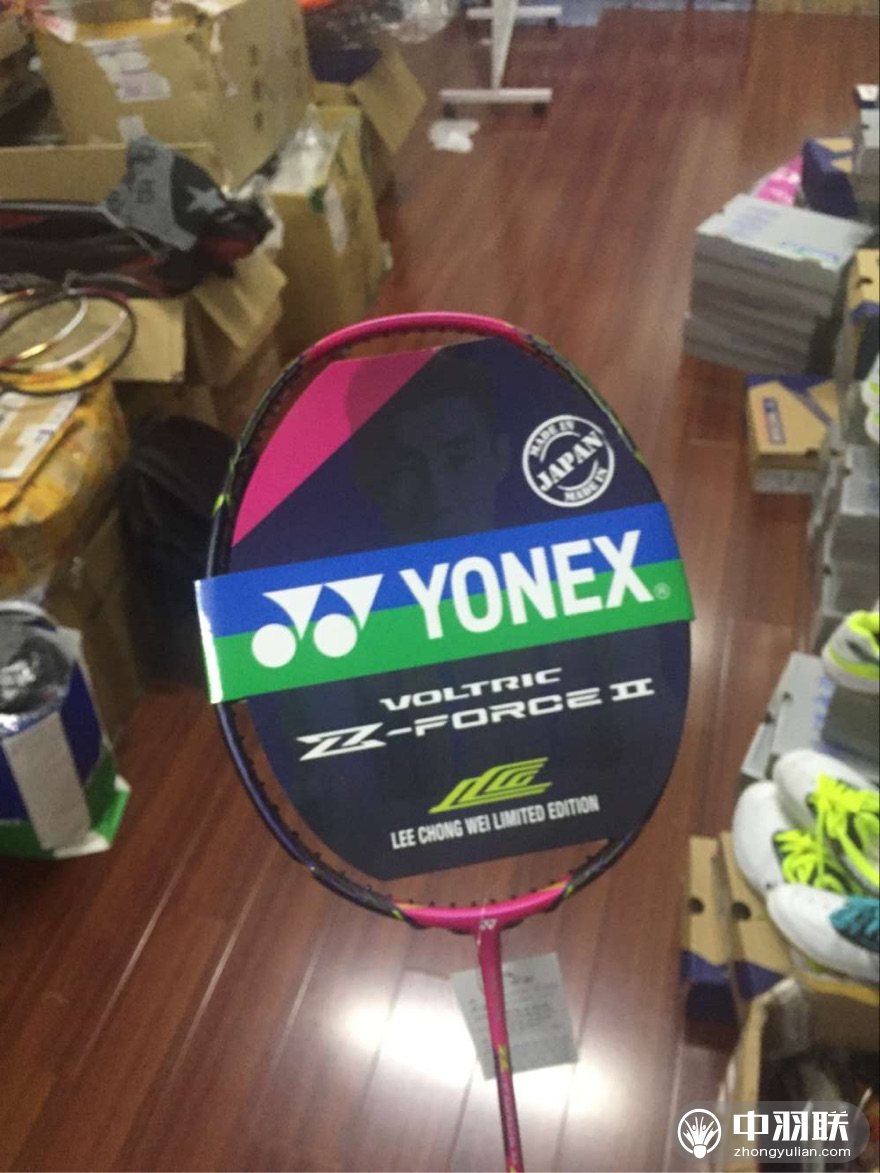 MADE IN
JAPAN
MADE IN
YONEX®
VOLTRIC
Z-FORCE II
LCW
LEE CHONG WEI LIMITED EDITION
中羽联
zhongyulian.com